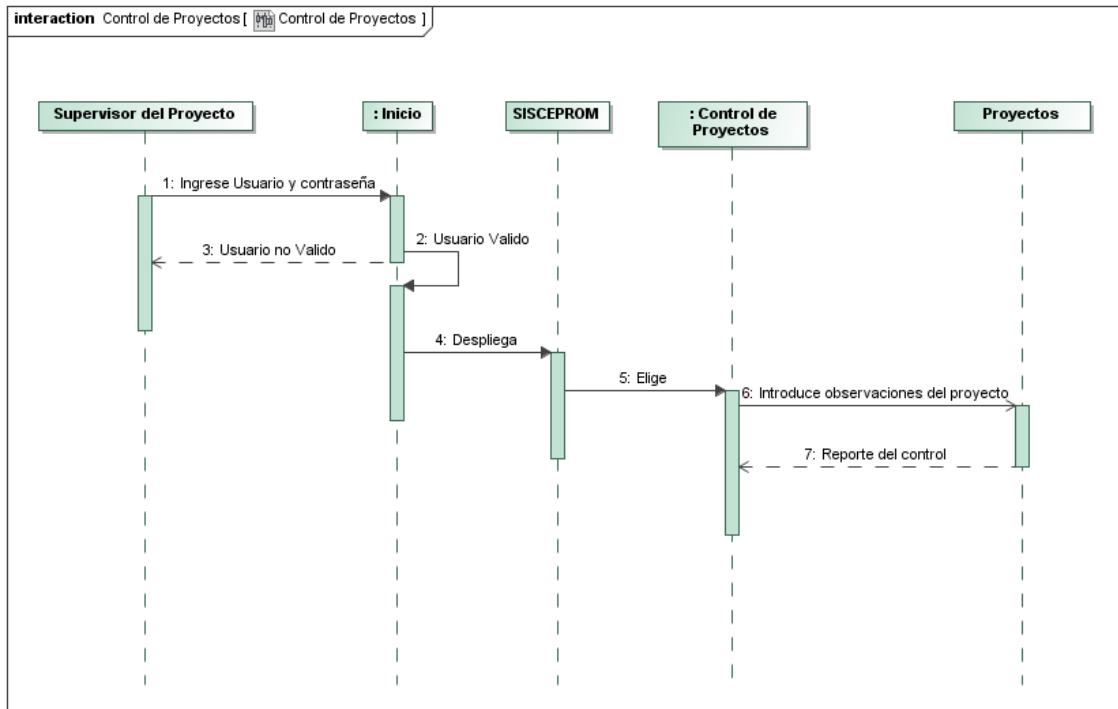 interaction Control de Proyectos [ Control de Proyectos ]
Supervisor del Proyecto
: Inicio
SISCEPROM
: Control de
Proyectos
Proyectos
1: Ingrese Usuario y contraseña
2: Usuario Valido
3: Usuario no Valido
4: Despliega
5: Elige
6: Introduce observaciones del proyecto
7: Reporte del control